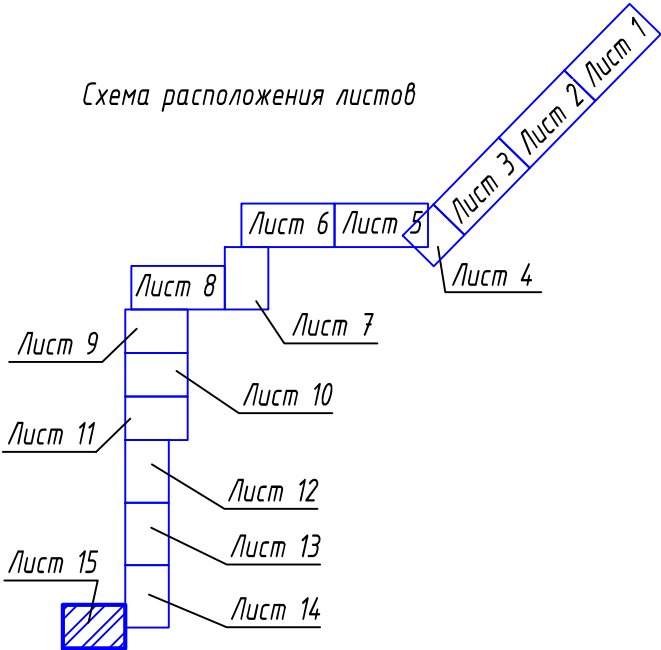 Схема расположения листов
Лист 1
Лист 2
Лист 3
Лист 4
Лист 5
Лист 6
Лист 7
Лист 8
Лист 9
Лист 10
Лист 11
Лист 12
Лист 13
Лист 14
Лист 15